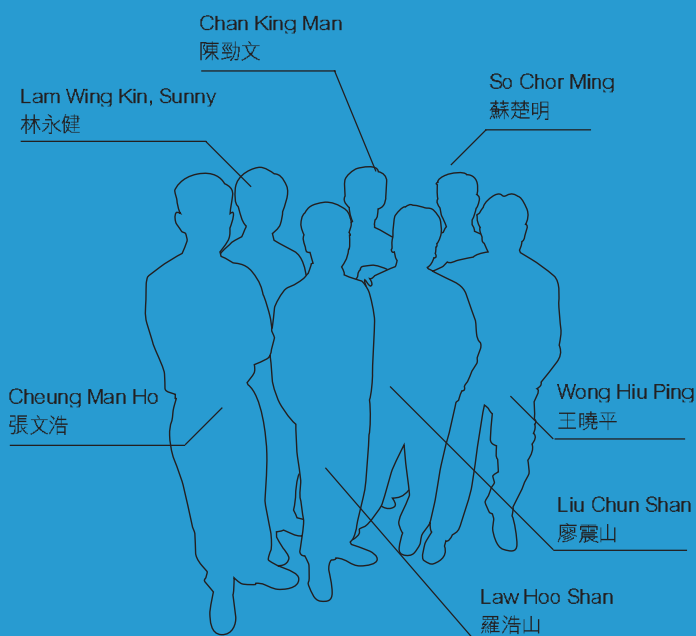 Chan King Man
陳勁文
So Chor Ming
蘇楚明
Lam Wing Kin, Sunny
林永健
Cheung Man Ho
張文浩
Wong Hiu Ping
王曉平
Liu Chun Shan
廖震山
Law Hoo Shan
羅浩山